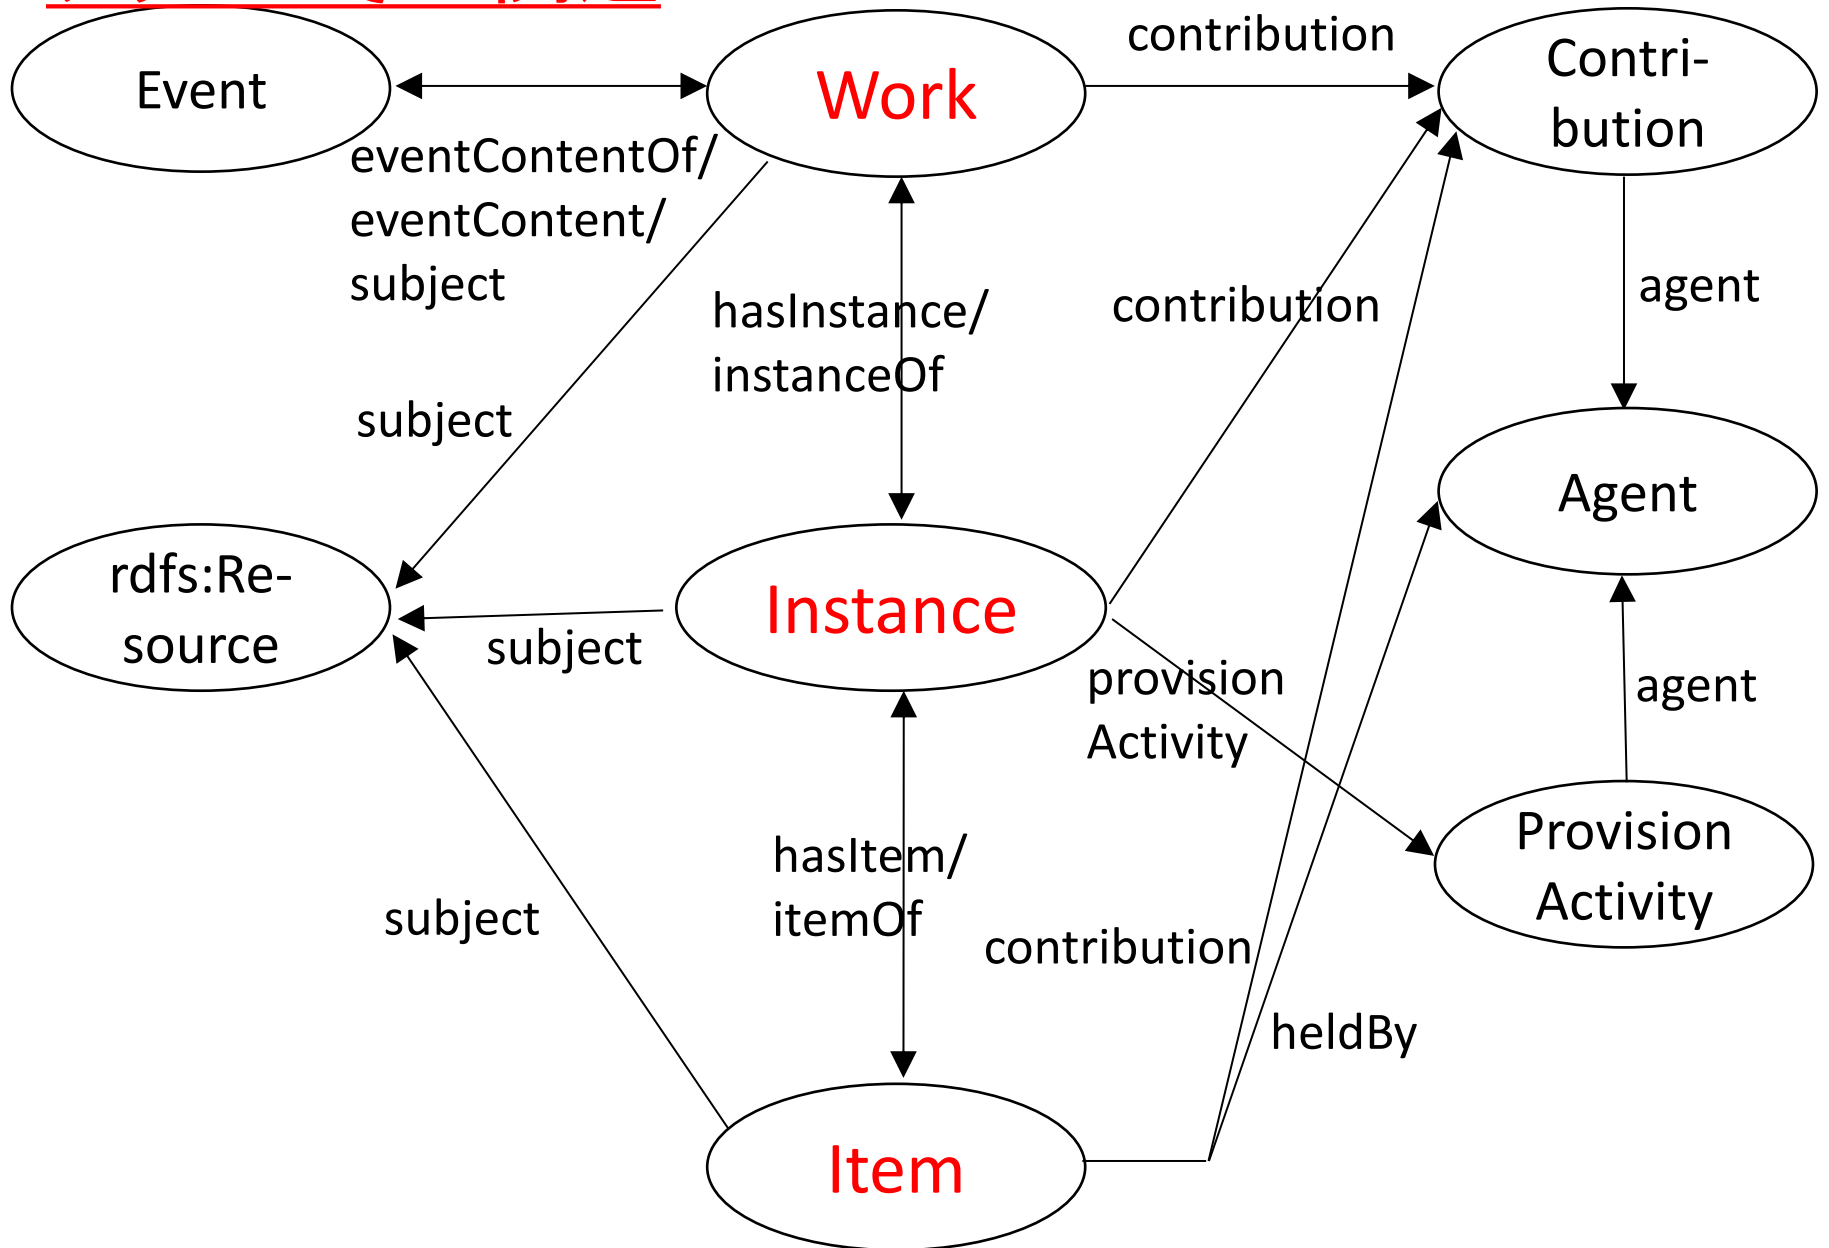 Event
Work
contribution
Contri-
bution
eventContentOf/
eventContent/
subject
hasInstance/
instanceOf
contribution
agent
subject
Agent
rdfs:Re-
source
Instance
subject
provision
Activity
agent
hasItem/
itemOf
Provision
Activity
subject
contribution
heldBy
Item